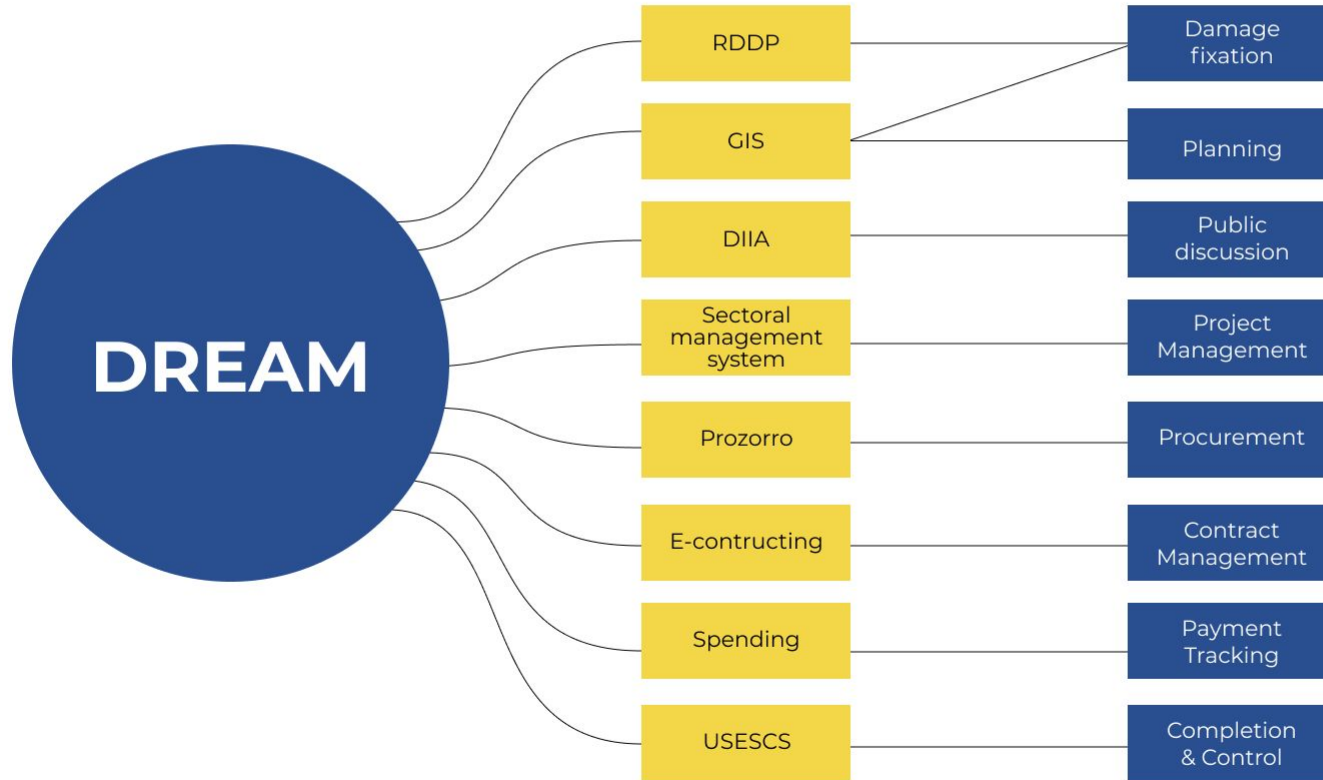 DREAM
RDDP
Damage
fixation
GIS
Planning
DIIA
Public
discussion
Sectoral
management
system
Project
Management
Prozorro
Procurement
E-contructing
Contract
Management
Spending
Payment
Tracking
USESCS
Completion
& Control